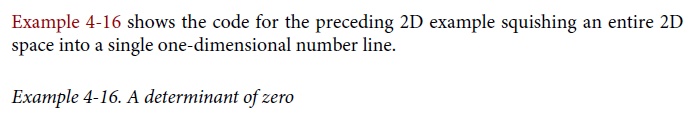 Example 4-16 shows the code for the preceding 2D example squishing an entire 2D
space into a single one-dimensional number line.
Example 4-16. A determinant of zero